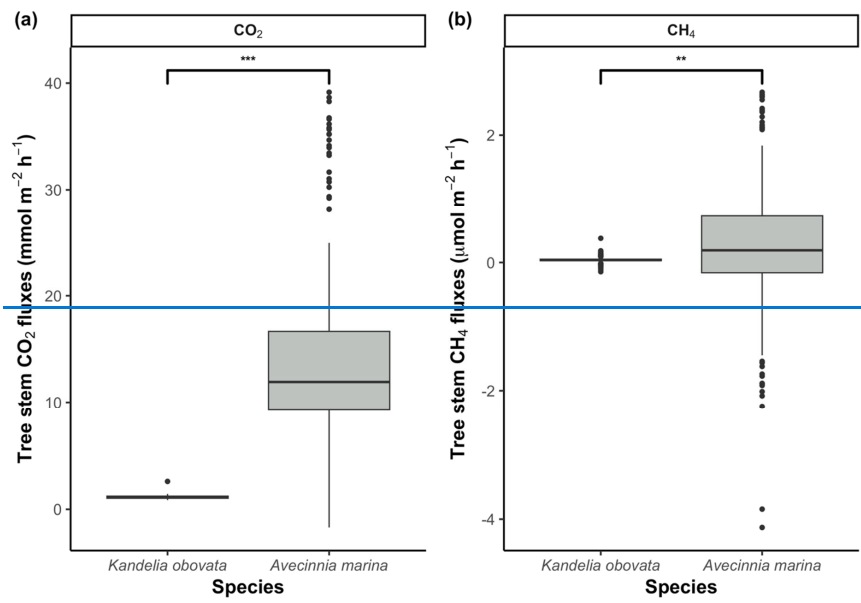 (a)
CO₂
***
Tree stem CO₂ fluxes (mmol m⁻² h⁻¹)
40
30
20
10
0
Kandelia obovata
Avecinnia marina
Species
(b)
CH₄
**
Tree stem CH₄ fluxes (μmol m⁻² h⁻¹)
2
0
-2
-4
Kandelia obovata
Avecinnia marina
Species